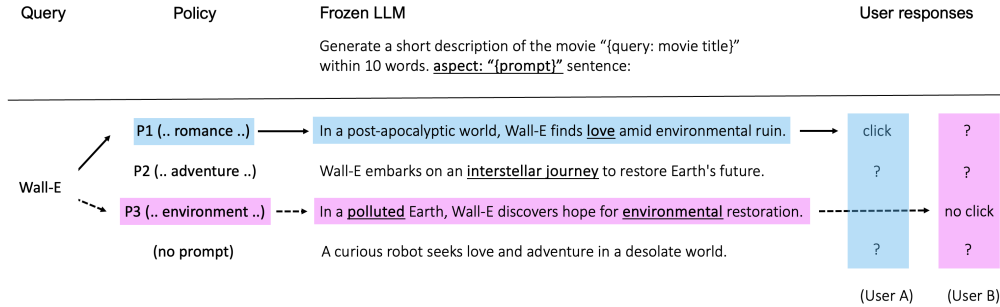 Query Policy Frozen LLM User responses
Generate a short description of the movie “{query: movie title}”
within 10 words. aspect: “{prompt}” sentence:
P1 (.. romance ..) In a post-apocalyptic world, Wall-E finds love amid environmental ruin. click ?
P2 (.. adventure ..) Wall-E embarks on an interstellar journey to restore Earth's future. ? ?
Wall-E
P3 (.. environment ..) In a polluted Earth, Wall-E discovers hope for environmental restoration. no click
(no prompt) A curious robot seeks love and adventure in a desolate world. ? ?
(User A) (User B)